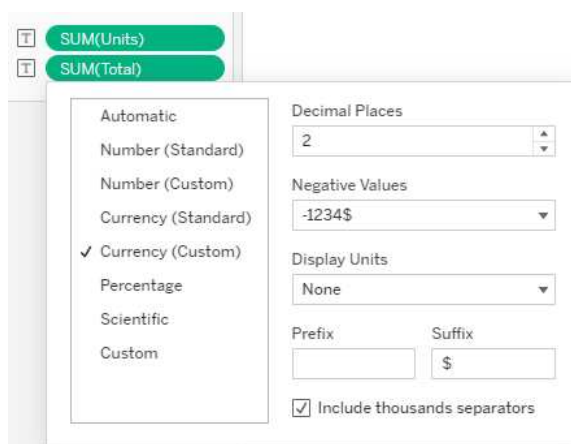 T SUM(Units)
T SUM(Total)
Automatic
Number (Standard)
Number (Custom)
Currency (Standard)
✓ Currency (Custom)
Percentage
Scientific
Custom
Decimal Places
2
Negative Values
-1234$
Display Units
None
Prefix Suffix
$
✓ Include thousands separators